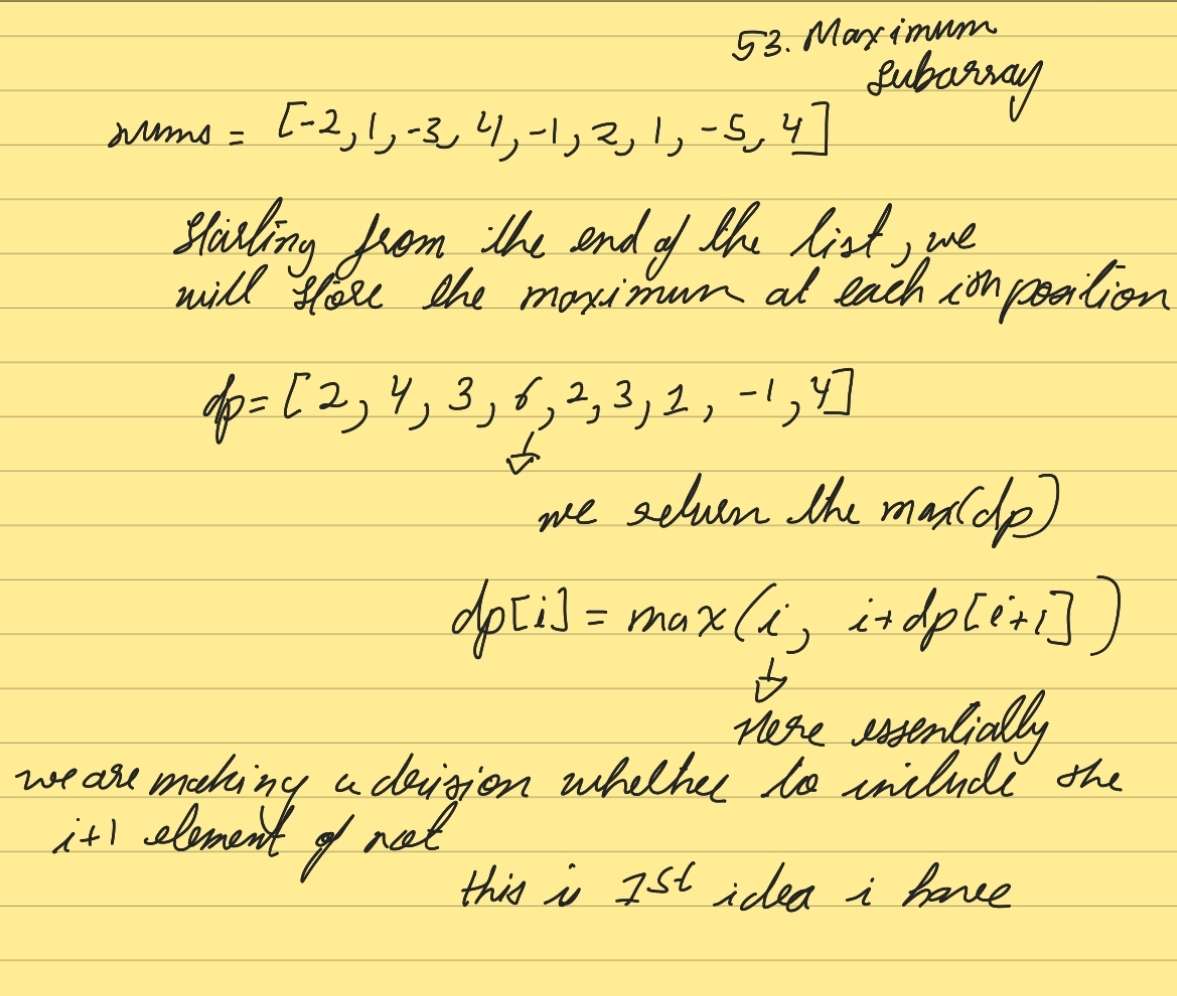 53. Maximum
subarray
nums = [-2, 1, -3, 4, -1, 2, 1, -5, 4]
Starting from the end of the list, we
will store the maximum at each ith position
dp = [2, 4, 3, 6, 2, 3, 1, -1, 4]
we return the max(dp)
dp[i] = max(i, i+dp[i+1])
Here essentially
we are making a decision whether to include the
i+1 element of not
this is 1st idea i have